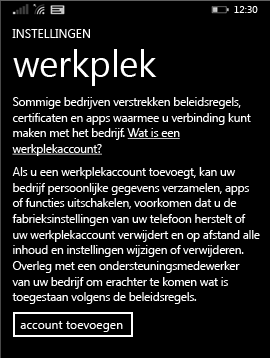 12:30
INSTELLINGEN
werkplek
Sommige bedrijven verstrekken beleidsregels,
certificaten en apps waarmee u verbinding kunt
maken met het bedrijf. Wat is een
werkplekaccount?
Als u een werkplekaccount toevoegt, kan uw
bedrijf persoonlijke gegevens verzamelen, apps
of functies uitschakelen, voorkomen dat u de
fabrieksinstellingen van uw telefoon herstelt of
uw werkplekaccount verwijdert en op afstand alle
inhoud en instellingen wijzigen of verwijderen.
Overleg met een ondersteuningsmedewerker
van uw bedrijf om erachter te komen wat is
toegestaan volgens de beleidsregels.
account toevoegen